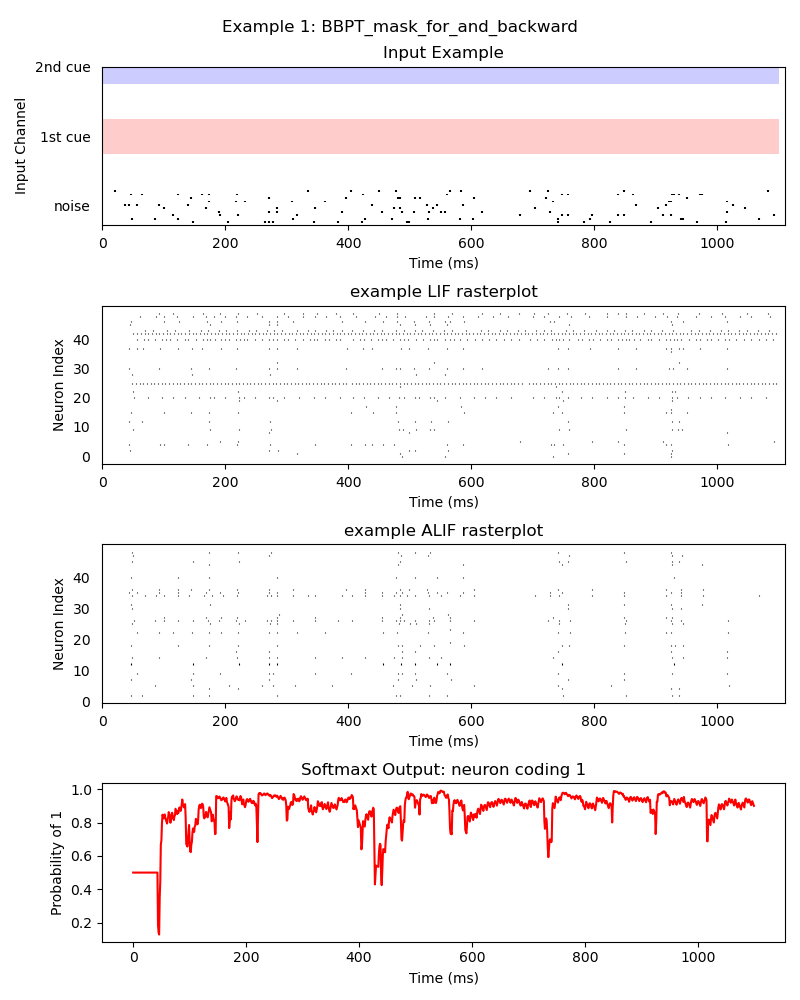 Example 1: BBPT_mask_for_and_backward
Input Example
2nd cue
1st cue
noise
Input Channel
0 200 400 600 800 1000
Time (ms)
example LIF rasterplot
40
30
20
10
0
Neuron Index
0 200 400 600 800 1000
Time (ms)
example ALIF rasterplot
40
30
20
10
0
Neuron Index
0 200 400 600 800 1000
Time (ms)
Softmaxt Output: neuron coding 1
1.0
0.8
0.6
0.4
0.2
Probability of 1
0 200 400 600 800 1000
Time (ms)